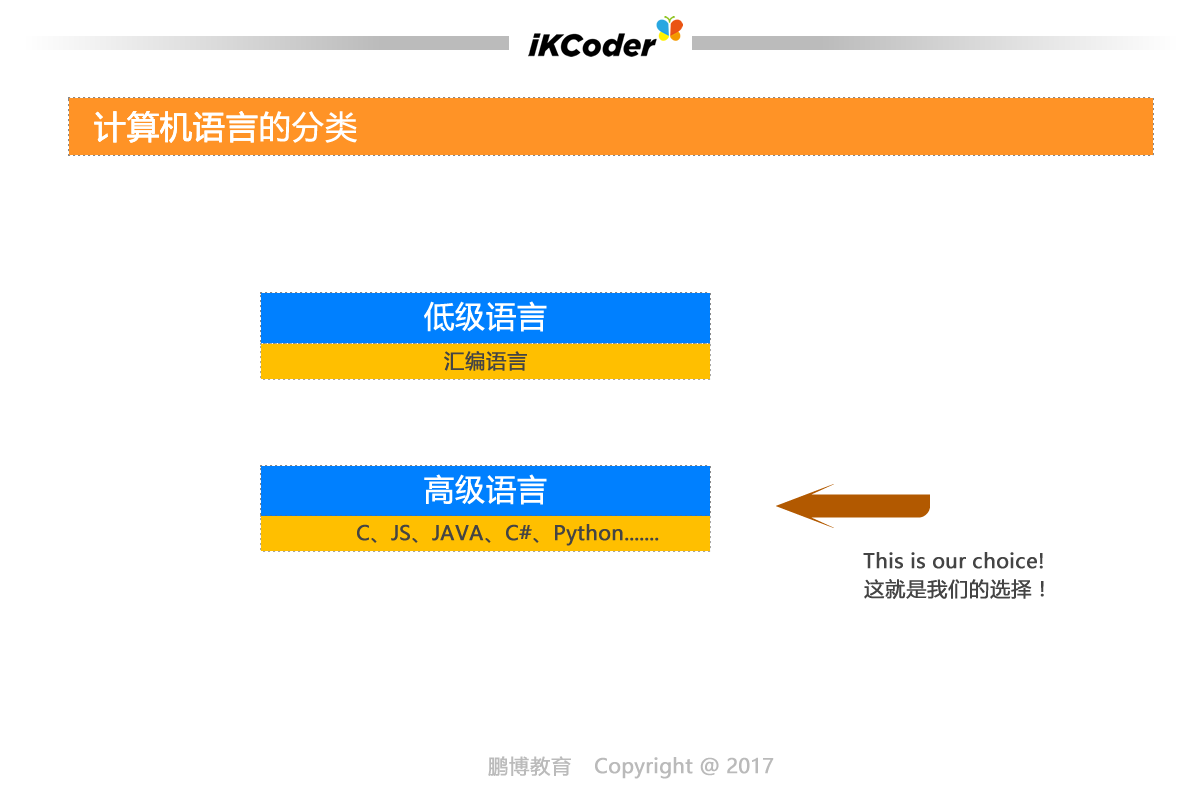 iKCoder
计算机语言的分类
低级语言
汇编语言
高级语言
C、JS、JAVA、C#、Python.......
This is our choice!
这就是我们的选择！
鹏博教育 Copyright @ 2017